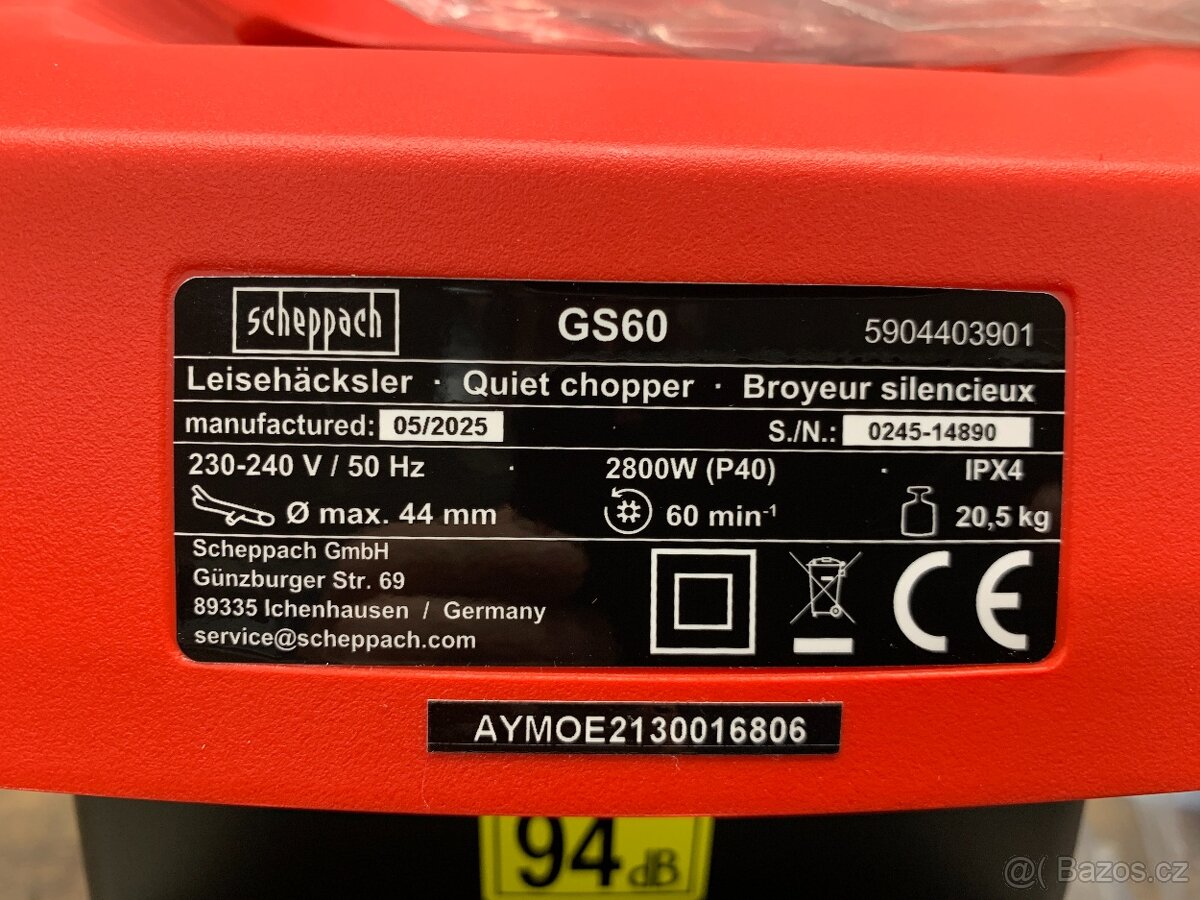 scheppach GS60 5904403901
Leisehäcksler · Quiet chopper · Broyeur silencieux
manufactured: 05/2025 S./N.: 0245-14890
230-240 V / 50 Hz · 2800W (P40) · IPX4
Ø max. 44 mm 60 min⁻¹ 20,5 kg
Scheppach GmbH
Günzburger Str. 69
89335 Ichenhausen / Germany
service@scheppach.com
CE
AYMOE2130016806
94 dB
@( Bazos.cz